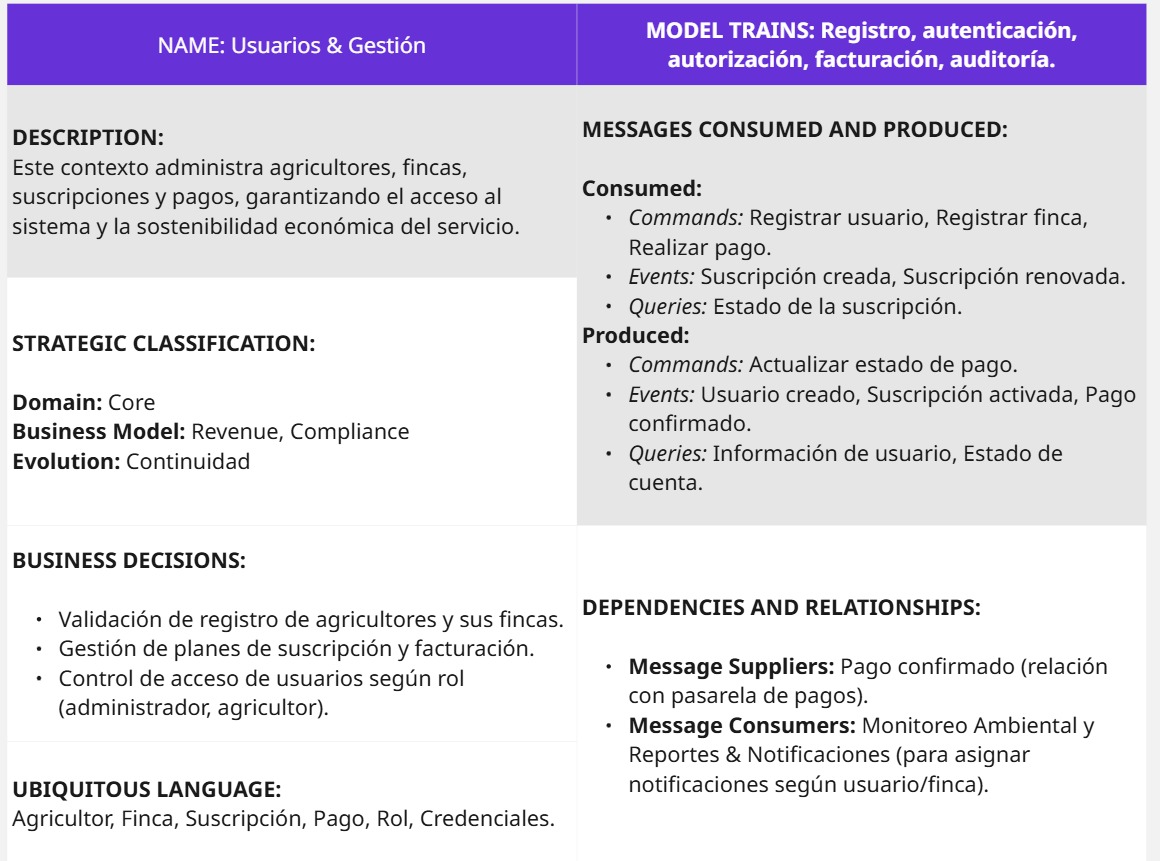 NAME: Usuarios & Gestión
MODEL TRAINS: Registro, autenticación,
autorización, facturación, auditoría.
DESCRIPTION:
Este contexto administra agricultores, fincas,
suscripciones y pagos, garantizando el acceso al
sistema y la sostenibilidad económica del servicio.
STRATEGIC CLASSIFICATION:
Domain: Core
Business Model: Revenue, Compliance
Evolution: Continuidad
BUSINESS DECISIONS:
• Validación de registro de agricultores y sus fincas.
• Gestión de planes de suscripción y facturación.
• Control de acceso de usuarios según rol
(administrador, agricultor).
UBIQUITOUS LANGUAGE:
Agricultor, Finca, Suscripción, Pago, Rol, Credenciales.
MESSAGES CONSUMED AND PRODUCED:
Consumed:
• Commands: Registrar usuario, Registrar finca,
Realizar pago.
• Events: Suscripción creada, Suscripción renovada.
• Queries: Estado de la suscripción.
Produced:
• Commands: Actualizar estado de pago.
• Events: Usuario creado, Suscripción activada, Pago
confirmado.
• Queries: Información de usuario, Estado de
cuenta.
DEPENDENCIES AND RELATIONSHIPS:
• Message Suppliers: Pago confirmado (relación
con pasarela de pagos).
• Message Consumers: Monitoreo Ambiental y
Reportes & Notificaciones (para asignar
notificaciones según usuario/finca).